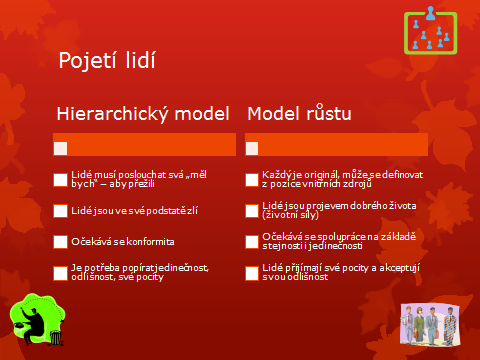 Pojetí lidí
Hierarchický model
Lidé musí poslouchat svá „měl
bych“ – aby přežili
Lidé jsou ve své podstatě zlí
Očekává se konformita
Je potřeba popírat jedinečnost,
odlišnost, své pocity
Model růstu
Každý je originál, může se definovat
z pozice vnitřních zdrojů
Lidé jsou projevem dobrého života
(životní síly)
Očekává se spolupráce na základě
stejnosti i jedinečnosti
Lidé přijímají své pocity a akceptují
svou odlišnost